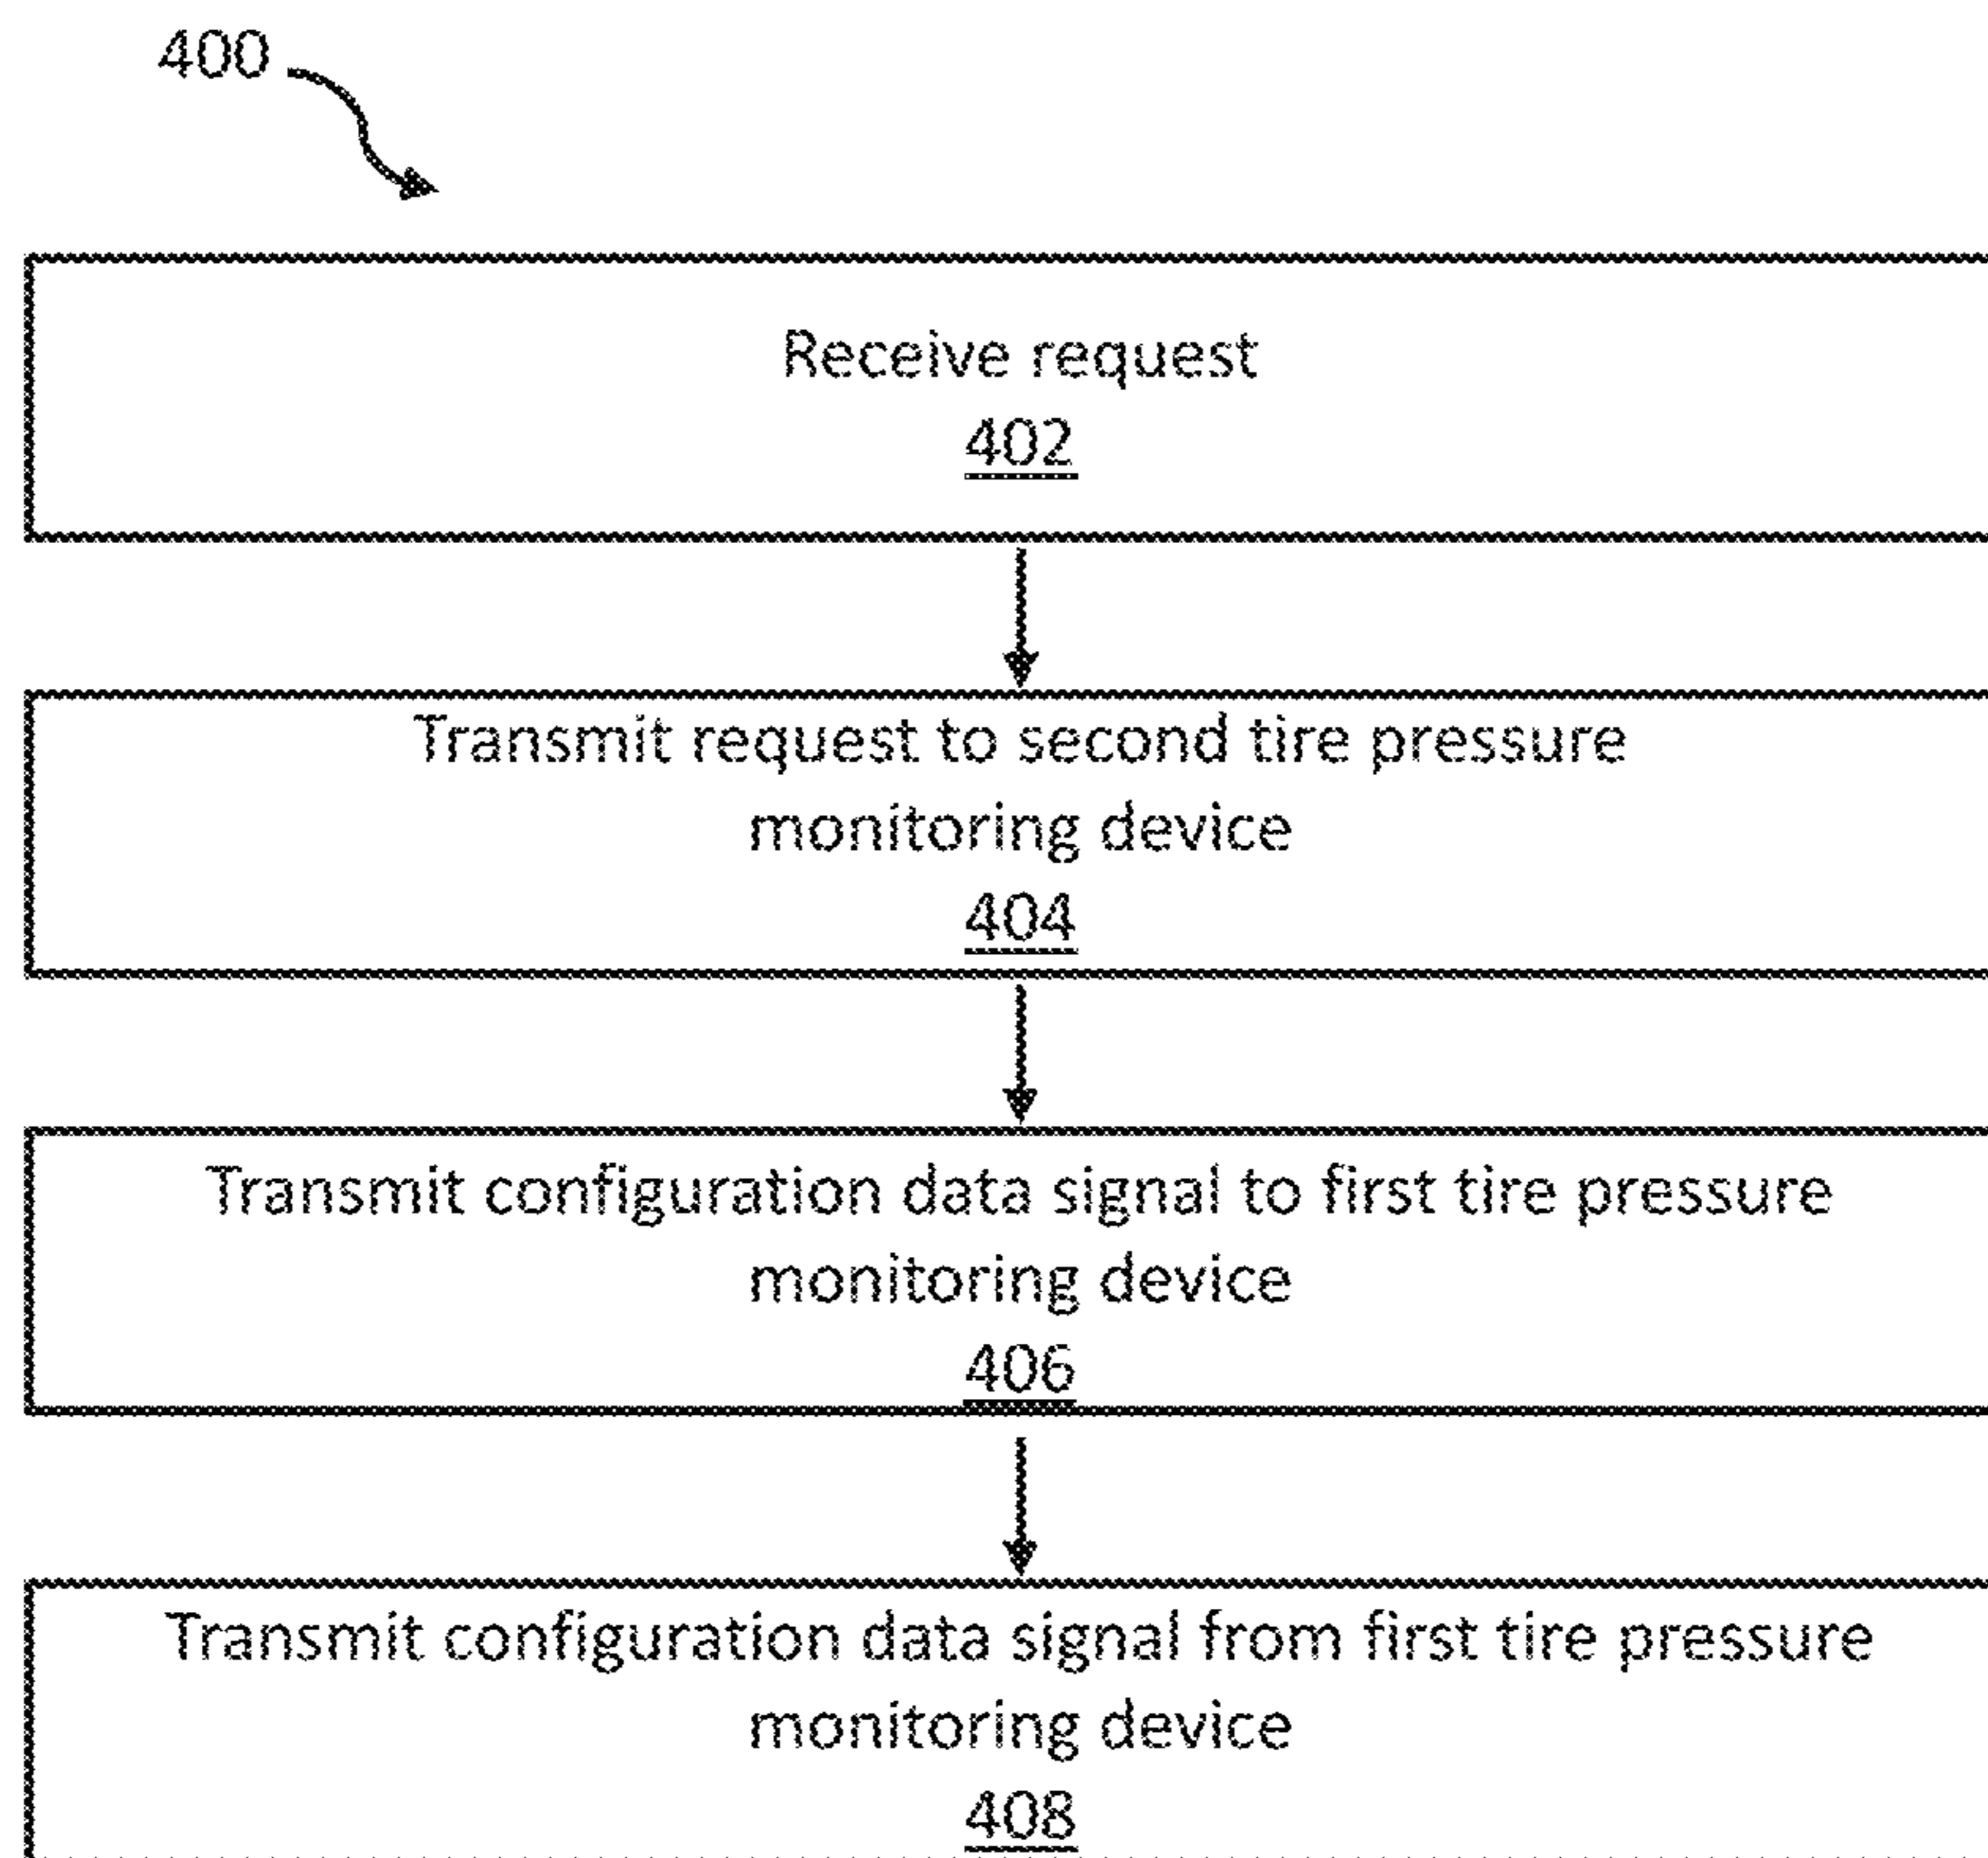 400
Receive request
402
Transmit request to second tire pressure
monitoring device
404
Transmit configuration data signal to first tire pressure
monitoring device
406
Transmit configuration data signal from first tire pressure
monitoring device
408